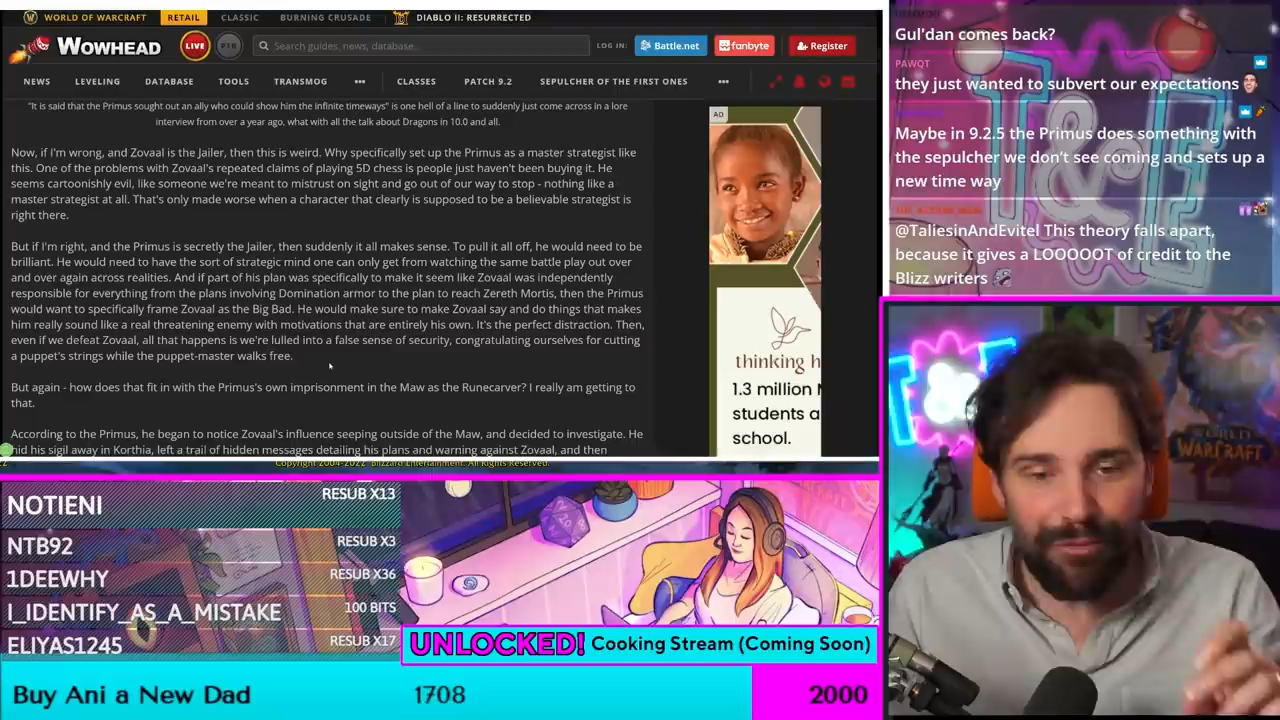 WORLD OF WARCRAFT RETAIL CLASSIC BURNING CRUSADE DIABLO II: RESURRECTED
WOWHEAD LIVE PTR Search guides, news, database... LOG IN: Battle.net fanbyte Register
NEWS LEVELING DATABASE TOOLS TRANSMOG ••• CLASSES PATCH 9.2 SEPULCHER OF THE FIRST ONES •••
"It is said that the Primus sought out an ally who could show him the infinite timeways" is one hell of a line to suddenly just come across in a lore
interview from over a year ago, what with all the talk about Dragons in 10.0 and all.
Now, if I'm wrong, and Zovaal is the Jailer, then this is weird. Why specifically set up the Primus as a master strategist like
this. One of the problems with Zovaal's repeated claims of playing 5D chess is people just haven't been buying it. He
seems cartoonishly evil, like someone we're meant to mistrust on sight and go out of our way to stop - nothing like a
master strategist at all. That's only made worse when a character that clearly is supposed to be a believable strategist is
right there.
But if I'm right, and the Primus is secretly the Jailer, then suddenly it all makes sense. To pull it all off, he would need to be
brilliant. He would need to have the sort of strategic mind one can only get from watching the same battle play out over
and over again across realities. And if part of his plan was specifically to make it seem like Zovaal was independently
responsible for everything from the plans involving Domination armor to the plan to reach Zereth Mortis, then the Primus
would want to specifically frame Zovaal as the Big Bad. He would make sure to make Zovaal say and do things that makes
him really sound like a real threatening enemy with motivations that are entirely his own. It's the perfect distraction. Then,
even if we defeat Zovaal, all that happens is we're lulled into a false sense of security, congratulating ourselves for cutting
a puppet's strings while the puppet-master walks free.
But again - how does that fit in with the Primus's own imprisonment in the Maw as the Runecarver? I really am getting to
that.
According to the Primus, he began to notice Zovaal's influence seeping outside of the Maw, and decided to investigate. He
hid his sigil away in Korthia, left a trail of hidden messages detailing his plans and warning against Zovaal, and then
Copyright 2004-2022 Blizzard Entertainment. All Rights Reserved.
AD
thinking h
1.3 million
students a
school.
Gul'dan comes back?
PAWQT
they just wanted to subvert our expectations
Maybe in 9.2.5 the Primus does something with
the sepulcher we don't see coming and sets up a
new time way
@TaliesinAndEvitel This theory falls apart,
because it gives a LOOOOOT of credit to the
Blizz writers
T&E
WORLD OF
WARCRAFT
NOTIENI RESUB X13
NTB92 RESUB X3
1DEEWHY RESUB X36
I_IDENTIFY_AS_A_MISTAKE 100 BITS
ELIYAS1245 RESUB X17
UNLOCKED! Cooking Stream (Coming Soon)
Buy Ani a New Dad 1708 2000